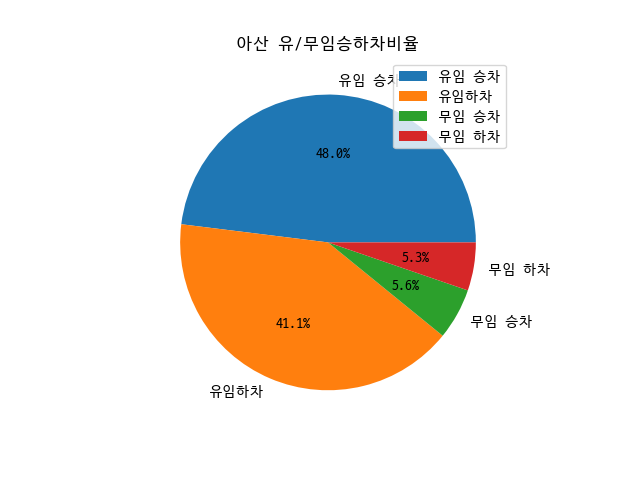 아산 유/무임승하차비율
유임 승차
유임 승차
유임하차
무임 승차
무임 하차
48.0%
5.3%
무임 하차
5.6%
무임 승차
41.1%
유임하차